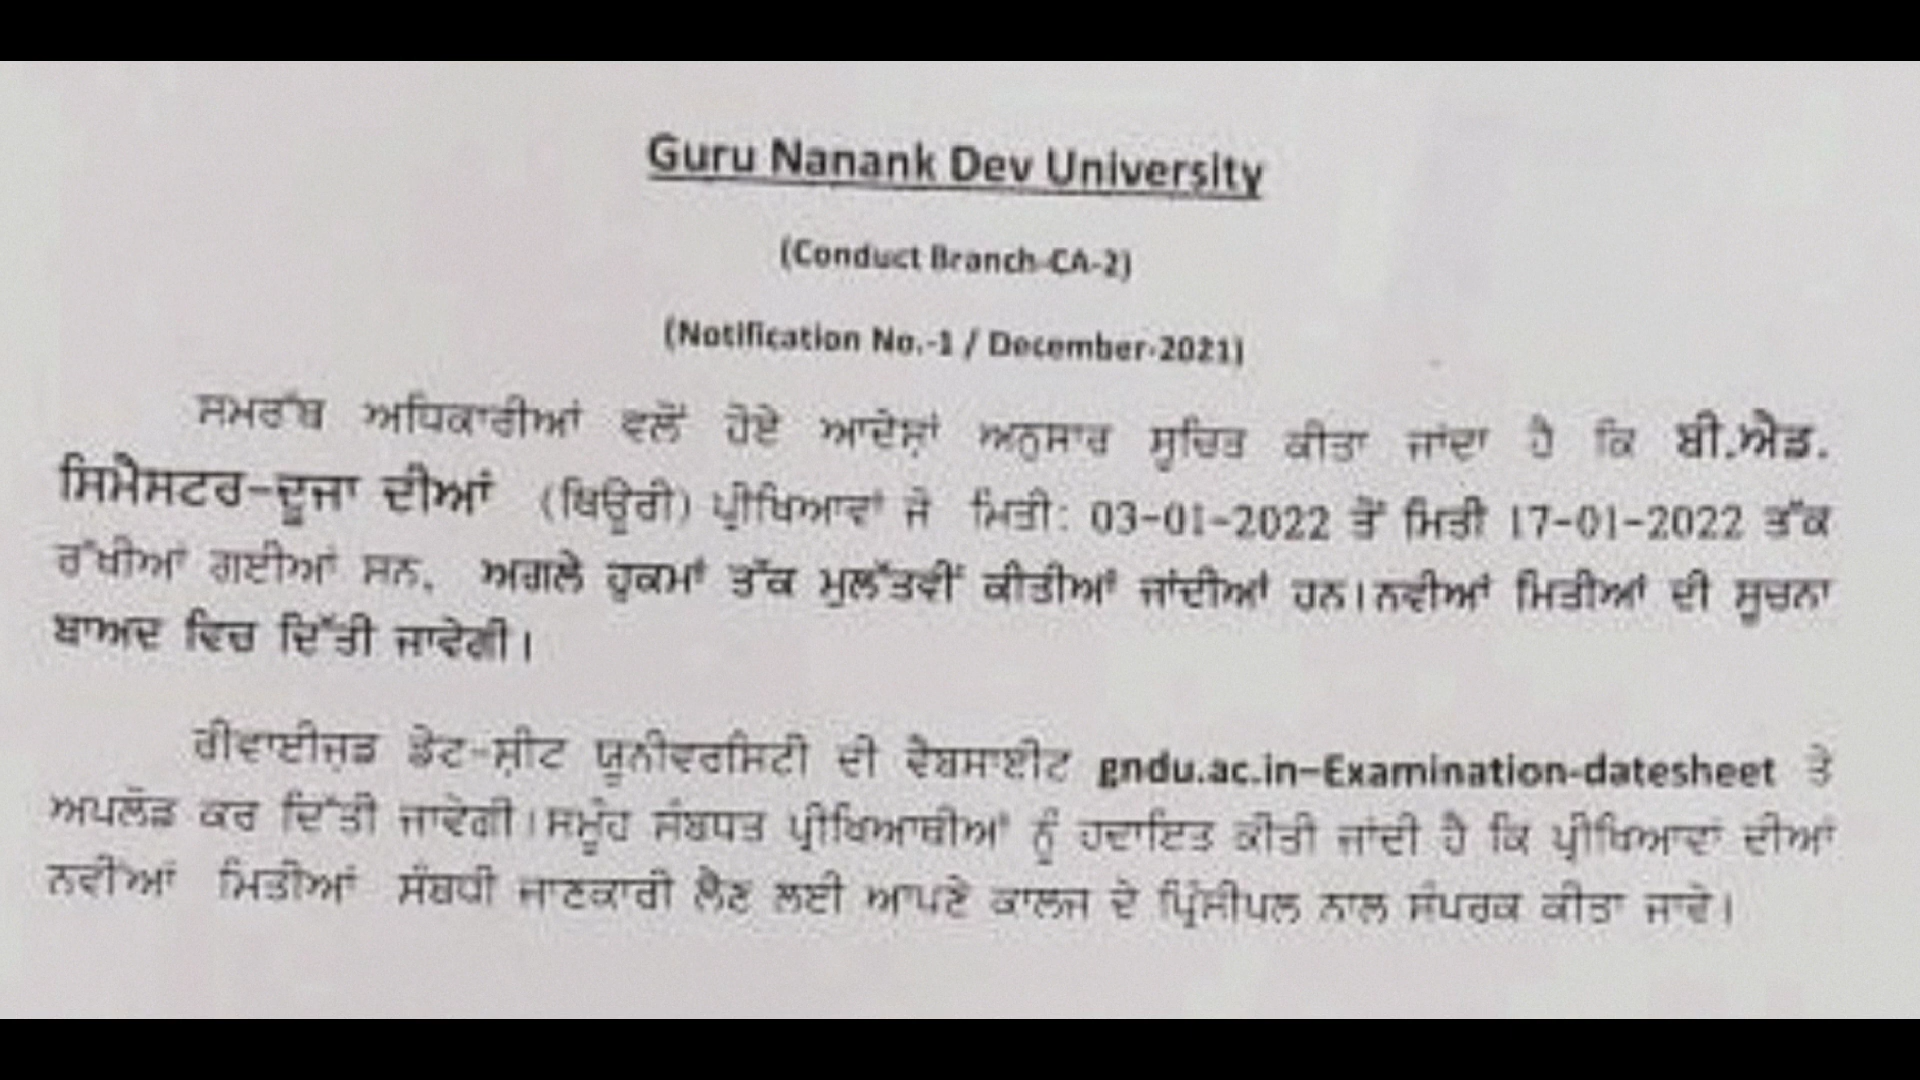 Guru Nanank Dev University
(Conduct Branch-CA-2)
(Notification No.-1 / December-2021)
ਸਮਰੱਥ ਅਧਿਕਾਰੀਆਂ ਵਲੋਂ ਹੋਏ ਆਦੇਸ਼ਾਂ ਅਨੁਸਾਰ ਸੂਚਿਤ ਕੀਤਾ ਜਾਂਦਾ ਹੈ ਕਿ ਬੀ.ਐਡ.
ਸਿਮੈਸਟਰ-ਦੂਜਾ ਦੀਆਂ (ਥਿਊਰੀ) ਪ੍ਰੀਖਿਆਵਾਂ ਜੋ ਮਿਤੀ: 03-01-2022 ਤੋਂ ਮਿਤੀ 17-01-2022 ਤੱਕ
ਰੱਖੀਆਂ ਗਈਆਂ ਸਨ, ਅਗਲੇ ਹੁਕਮਾਂ ਤੱਕ ਮੁਲੱਤਵੀਂ ਕੀਤੀਆਂ ਜਾਂਦੀਆਂ ਹਨ।ਨਵੀਆਂ ਮਿਤੀਆਂ ਦੀ ਸੂਚਨਾ
ਬਾਅਦ ਵਿਚ ਦਿੱਤੀ ਜਾਵੇਗੀ।
ਰੀਵਾਈਜ਼ਡ ਡੇਟ-ਸ਼ੀਟ ਯੂਨੀਵਰਸਿਟੀ ਦੀ ਵੈਬਸਾਈਟ gndu.ac.in–Examination-datesheet ਤੇ
ਅਪਲੋਡ ਕਰ ਦਿੱਤੀ ਜਾਵੇਗੀ।ਸਮੂੰਹ ਸੰਬਧਤ ਪ੍ਰੀਖਿਆਥੀਆਂ ਨੂੰ ਹਦਾਇਤ ਕੀਤੀ ਜਾਂਦੀ ਹੈ ਕਿ ਪ੍ਰੀਖਿਆਵਾਂ ਦੀਆਂ
ਨਵੀਆਂ ਮਿਤੀਆਂ ਸੰਬਧੀ ਜਾਣਕਾਰੀ ਲੈਣ ਲਈ ਆਪਣੇ ਕਾਲਜ ਦੇ ਪ੍ਰਿੰਸੀਪਲ ਨਾਲ ਸੰਪਰਕ ਕੀਤਾ ਜਾਵੇ।